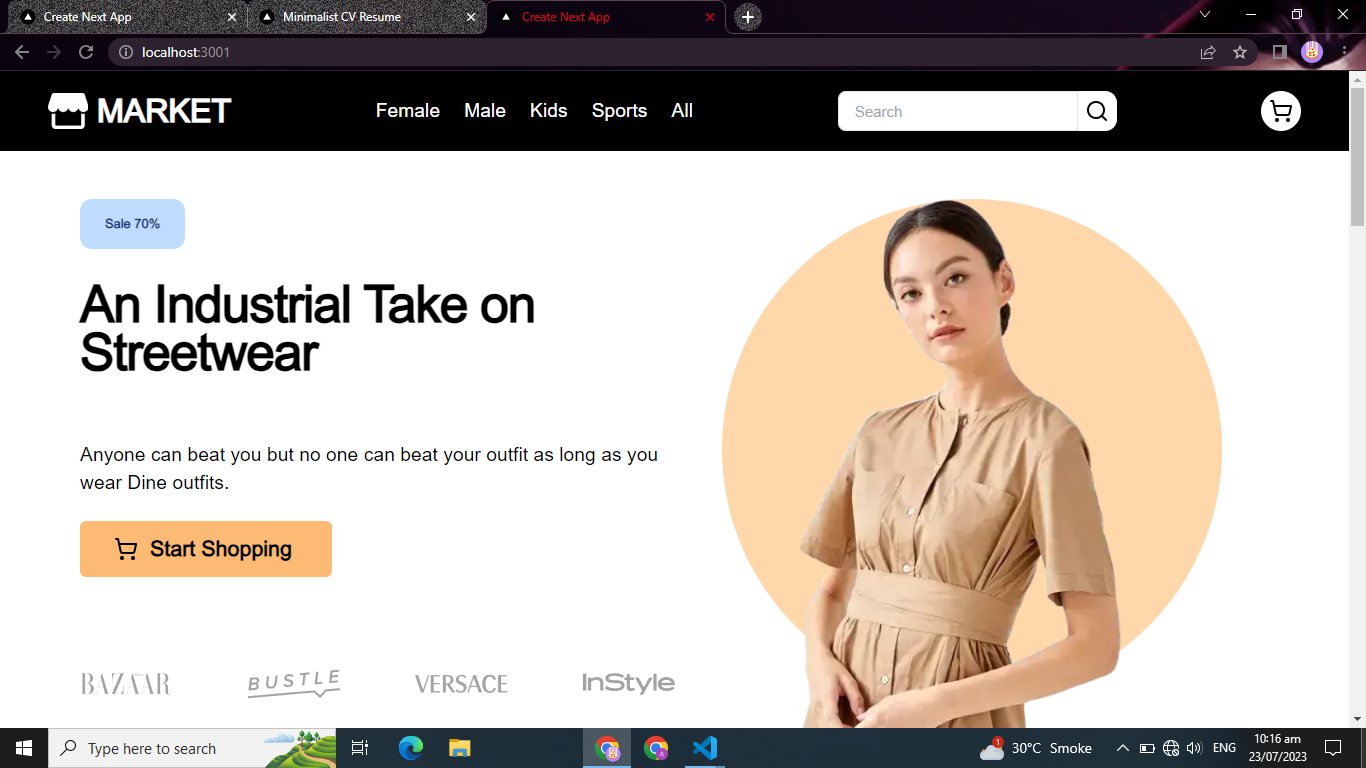 Create Next App
Minimalist CV Resume
Create Next App
localhost:3001
MARKET
Female Male Kids Sports All
Search
Sale 70%
An Industrial Take on
Streetwear
Anyone can beat you but no one can beat your outfit as long as you
wear Dine outfits.
Start Shopping
BAZAAR
BUSTLE
VERSACE
InStyle
Type here to search
1
30°C Smoke
ENG
10:16 am
23/07/2023